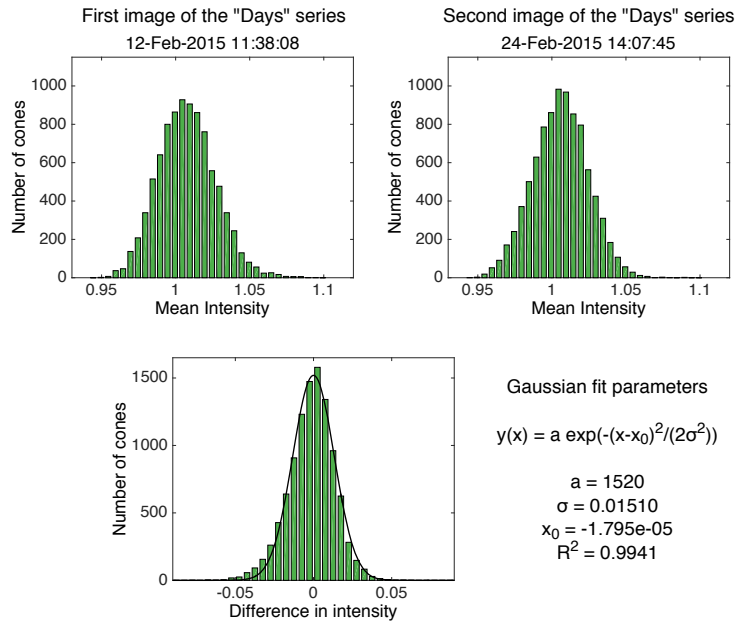 First image of the "Days" series
12-Feb-2015 11:38:08
Number of cones
1000
800
600
400
200
0
0.95
1
1.05
1.1
Mean Intensity
Second image of the "Days" series
24-Feb-2015 14:07:45
Number of cones
1000
800
600
400
200
0
0.95
1
1.05
1.1
Mean Intensity
Number of cones
1500
1000
500
0
-0.05
0
0.05
Difference in intensity
Gaussian fit parameters
y(x) = a exp(-(x-x₀)²/(2σ²))
a = 1520
σ = 0.01510
x₀ = -1.795e-05
R² = 0.9941